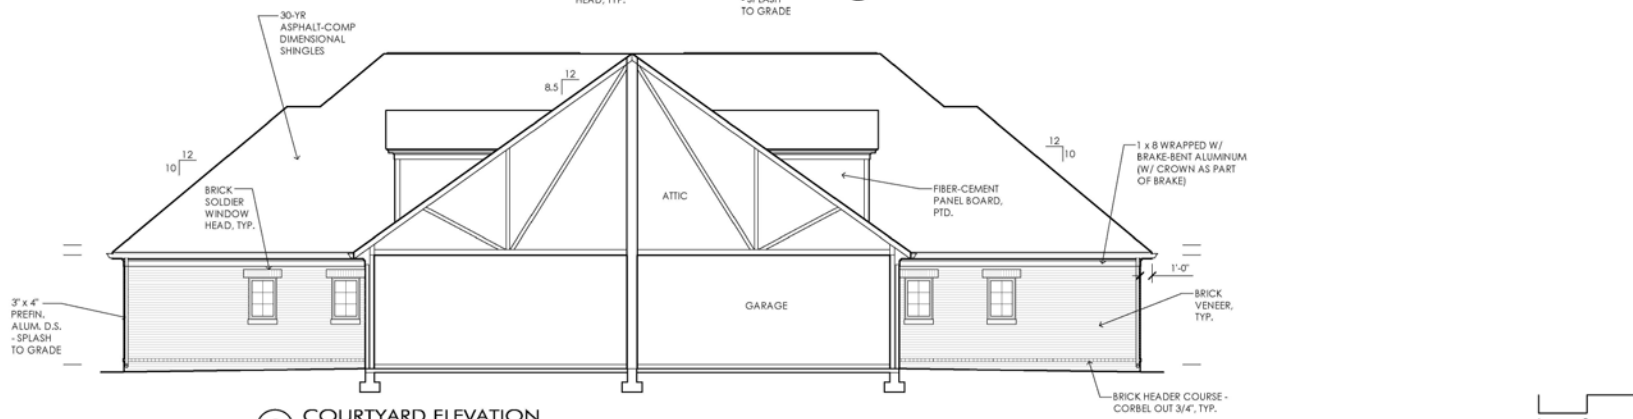 HEAD, TYP.
- SPLASH
TO GRADE
30-YR
ASPHALT-COMP
DIMENSIONAL
SHINGLES
12
8.5
12
10
12
10
1 x 8 WRAPPED W/
BRAKE-BENT ALUMINUM
(W/ CROWN AS PART
OF BRAKE)
BRICK
SOLDIER
WINDOW
HEAD, TYP.
ATTIC
FIBER-CEMENT
PANEL BOARD,
PTD.
1'-0"
3" x 4"
PREFIN.
ALUM. D.S.
- SPLASH
TO GRADE
GARAGE
BRICK
VENEER,
TYP.
BRICK HEADER COURSE -
CORBEL OUT 3/4", TYP.
COURTYARD ELEVATION